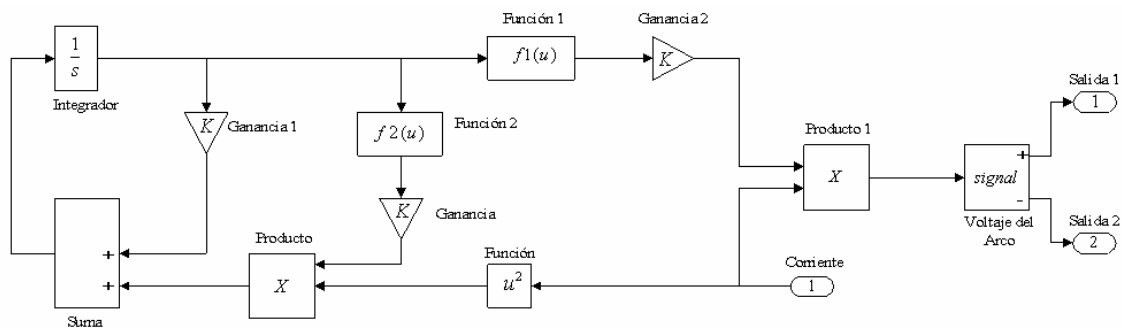 Función 1
Ganancia 2
1
s
f1(u)
K
Integrador
K
Ganancia 1
f2(u)
Función 2
Salida 1
1
Producto 1
X
signal
+
-
Voltaje del
Arco
Salida 2
2
K
Ganancia
Producto
X
Función
u²
Corriente
1
+
+
Suma